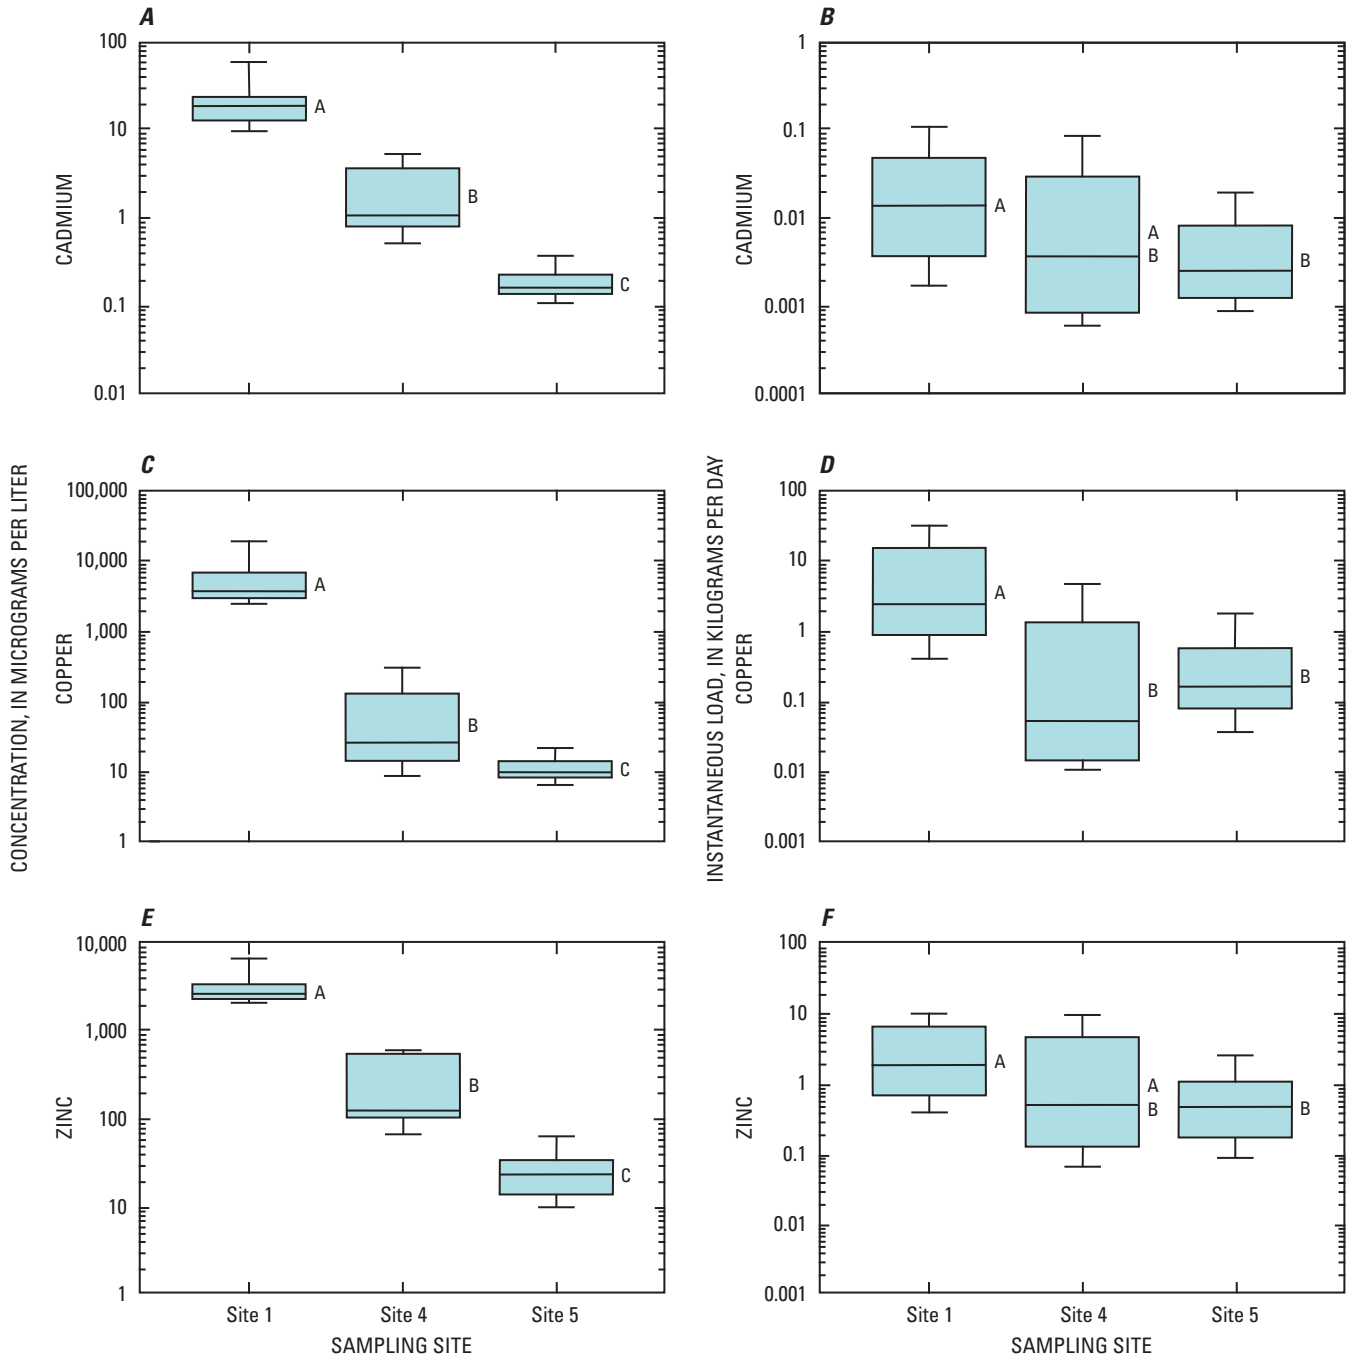 A
B
CONCENTRATION, IN MICROGRAMS PER LITER
INSTANTANEOUS LOAD, IN KILOGRAMS PER DAY
CADMIUM
100
10
1
0.1
0.01
A
B
C
CADMIUM
1
0.1
0.01
0.001
0.0001
A
A
B
B
C
D
COPPER
100,000
10,000
1,000
100
10
1
A
B
C
COPPER
100
10
1
0.1
0.01
0.001
A
B
B
E
F
ZINC
10,000
1,000
100
10
1
A
B
C
ZINC
100
10
1
0.1
0.01
0.001
A
A
B
B
Site 1 Site 4 Site 5
SAMPLING SITE
Site 1 Site 4 Site 5
SAMPLING SITE